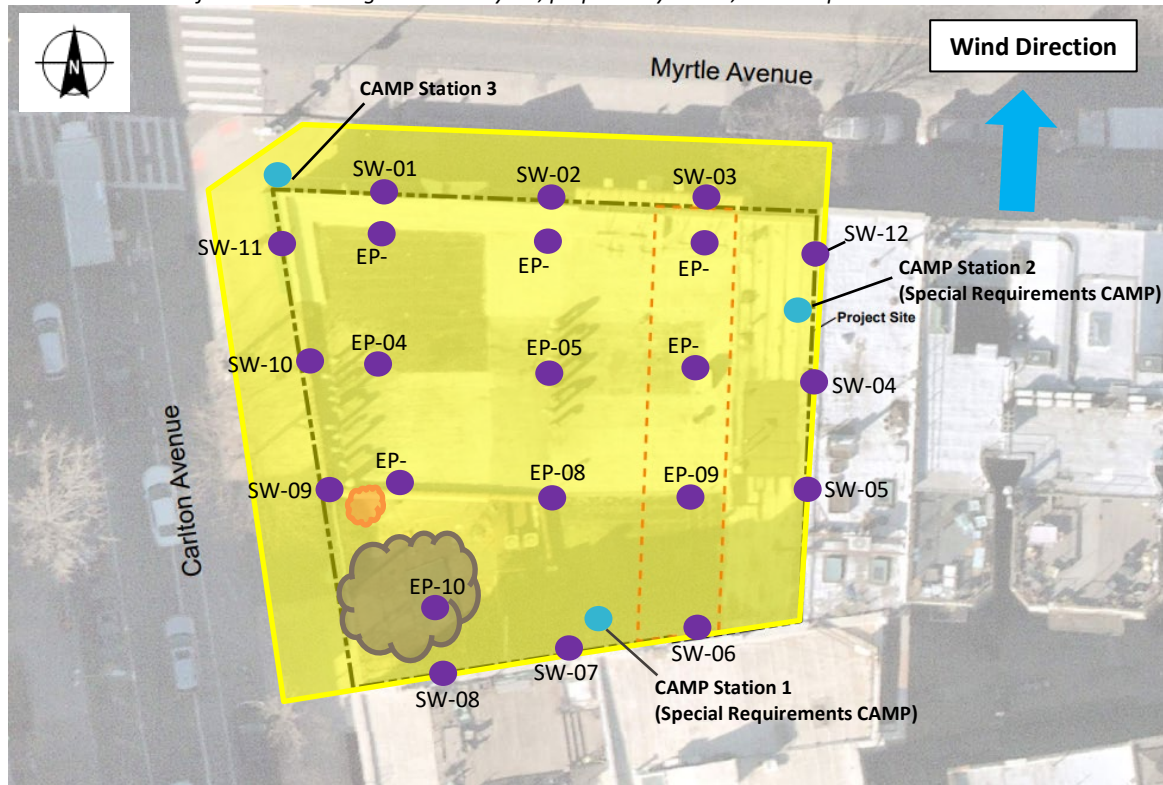 N
Wind Direction
Myrtle Avenue
CAMP Station 3
SW-01
SW-02
SW-03
SW-11
EP-
EP-
EP-
SW-12
CAMP Station 2
(Special Requirements CAMP)
Project Site
SW-10
EP-04
EP-05
EP-
SW-04
Carlton Avenue
SW-09
EP-
EP-08
EP-09
SW-05
EP-10
SW-08
SW-07
SW-06
CAMP Station 1
(Special Requirements CAMP)